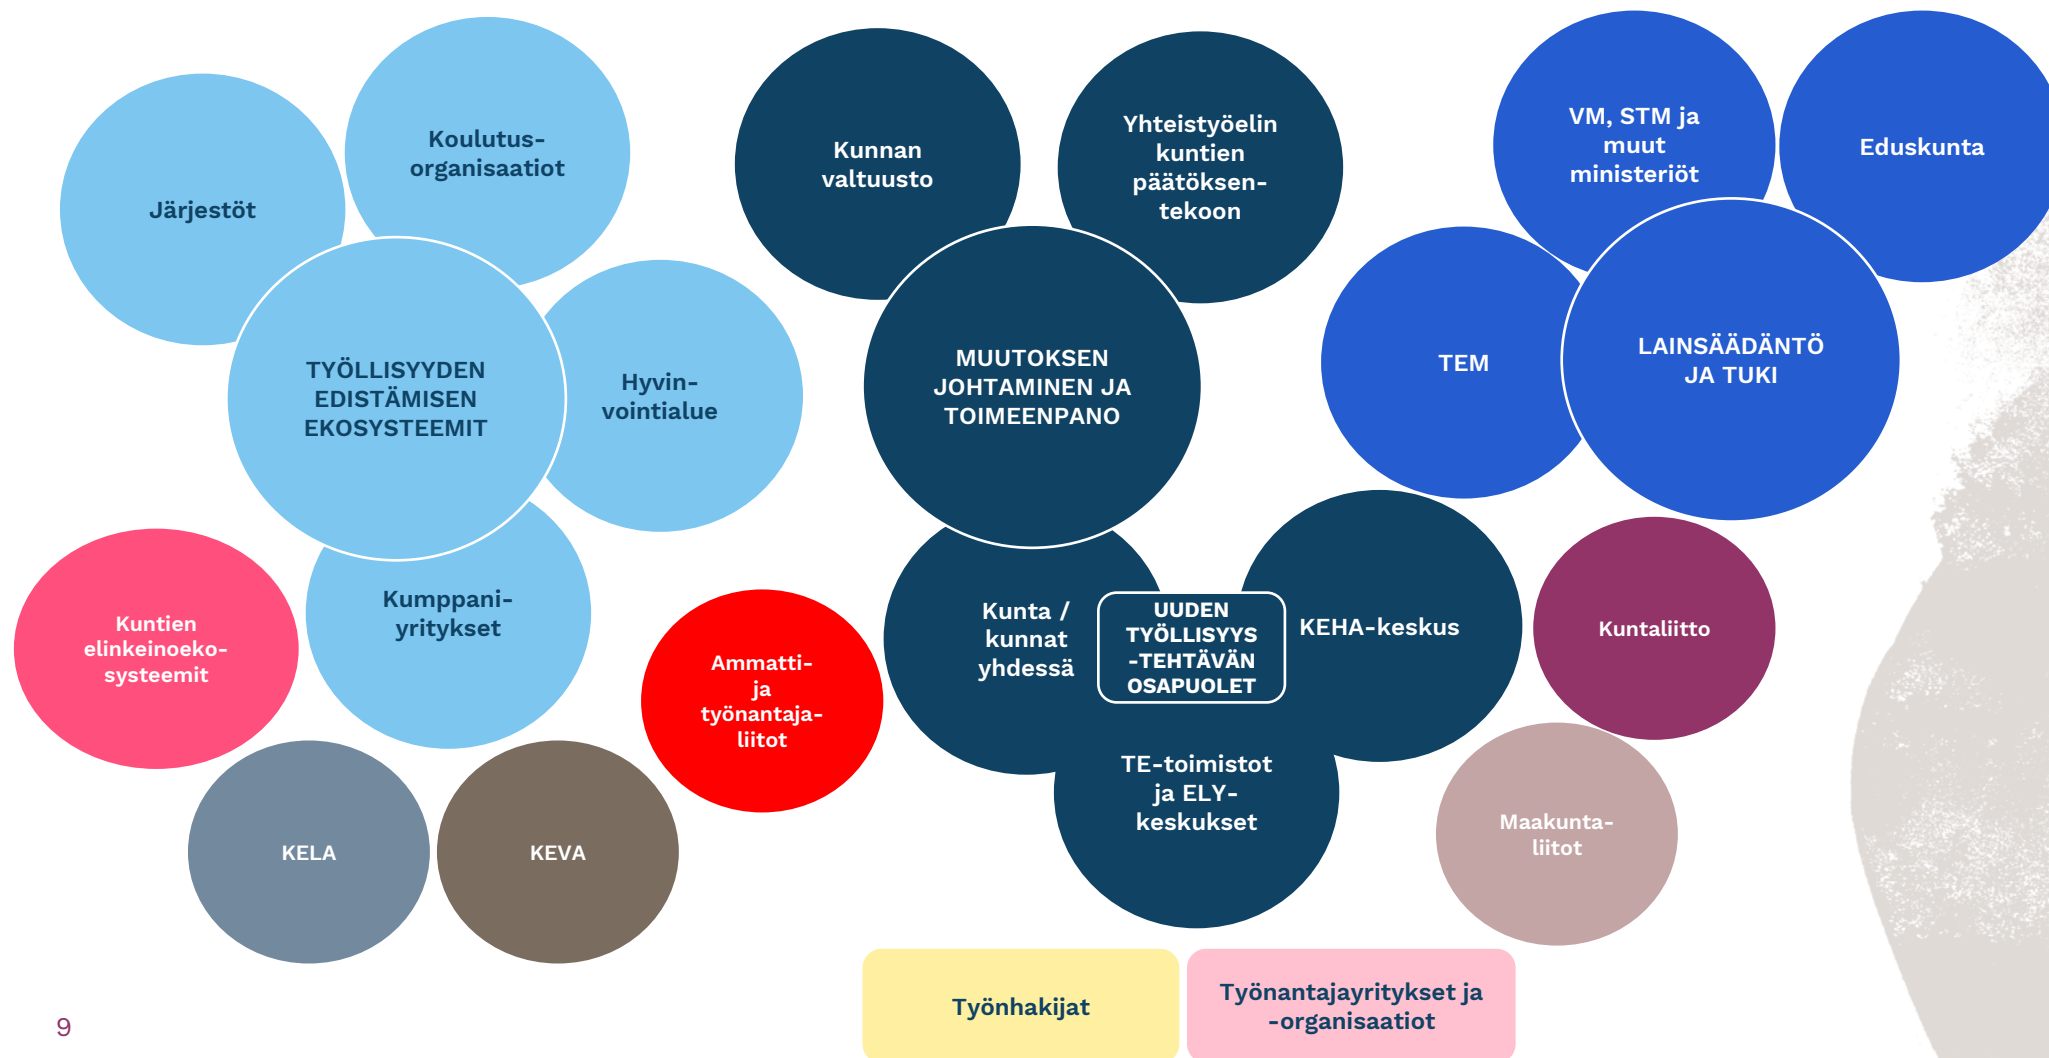 Järjestöt
Koulutus-
organisaatiot
TYÖLLISYYDEN
EDISTÄMISEN
EKOSYSTEEMIT
Hyvin-
vointialue
Kumppani-
yritykset
Kuntien
elinkeinoeko-
systeemit
KELA
KEVA
Ammatti-
ja
työnantaja-
liitot
Kunnan
valtuusto
Yhteistyöelin
kuntien
päätöksen-
tekoon
MUUTOKSEN
JOHTAMINEN JA
TOIMEENPANO
Kunta /
kunnat
yhdessä
UUDEN
TYÖLLISYYS
-TEHTÄVÄN
OSAPUOLET
KEHA-keskus
TE-toimistot
ja ELY-
keskukset
VM, STM ja
muut
ministeriöt
Eduskunta
TEM
LAINSÄÄDÄNTÖ
JA TUKI
Kuntaliitto
Maakunta-
liitot
Työnhakijat
Työnantajayritykset ja
-organisaatiot
9